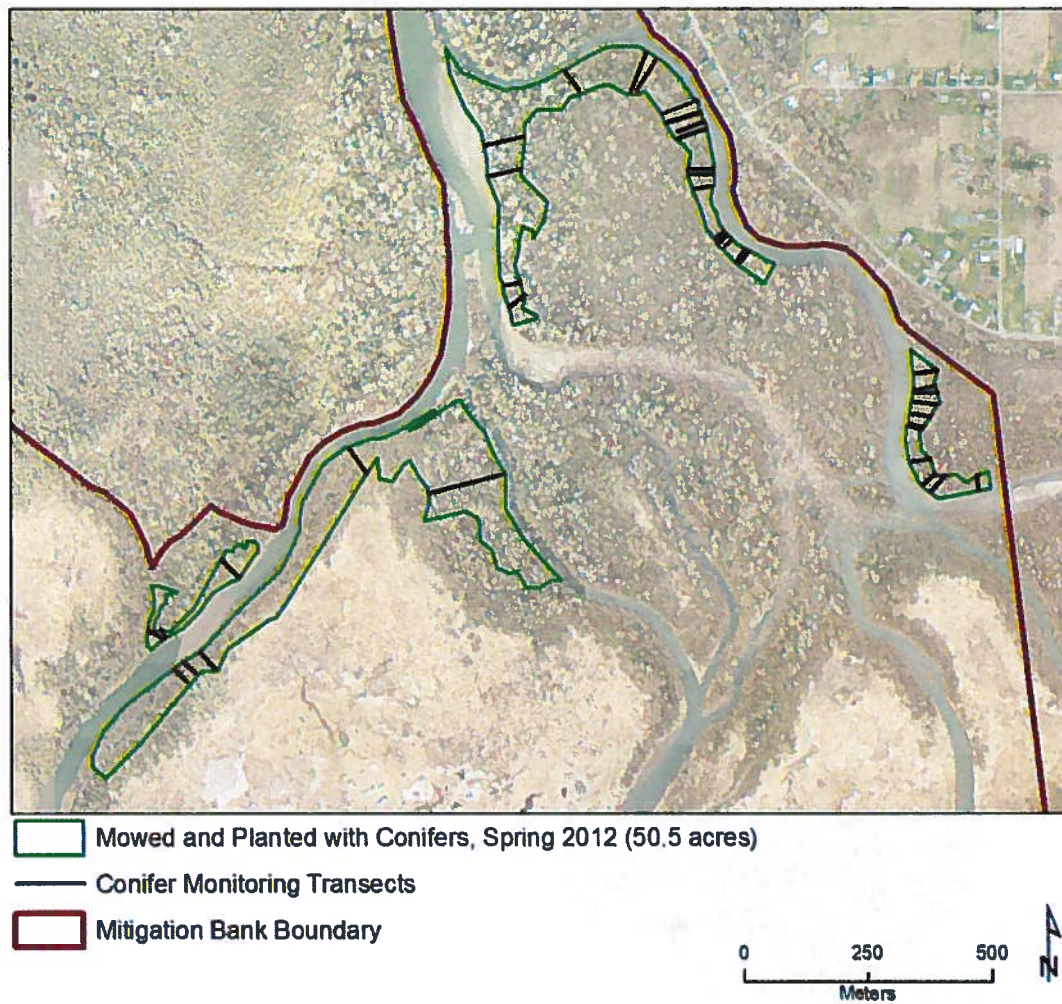 Mowed and Planted with Conifers, Spring 2012 (50.5 acres)
Conifer Monitoring Transects
Mitigation Bank Boundary
0 250 500
Meters
N